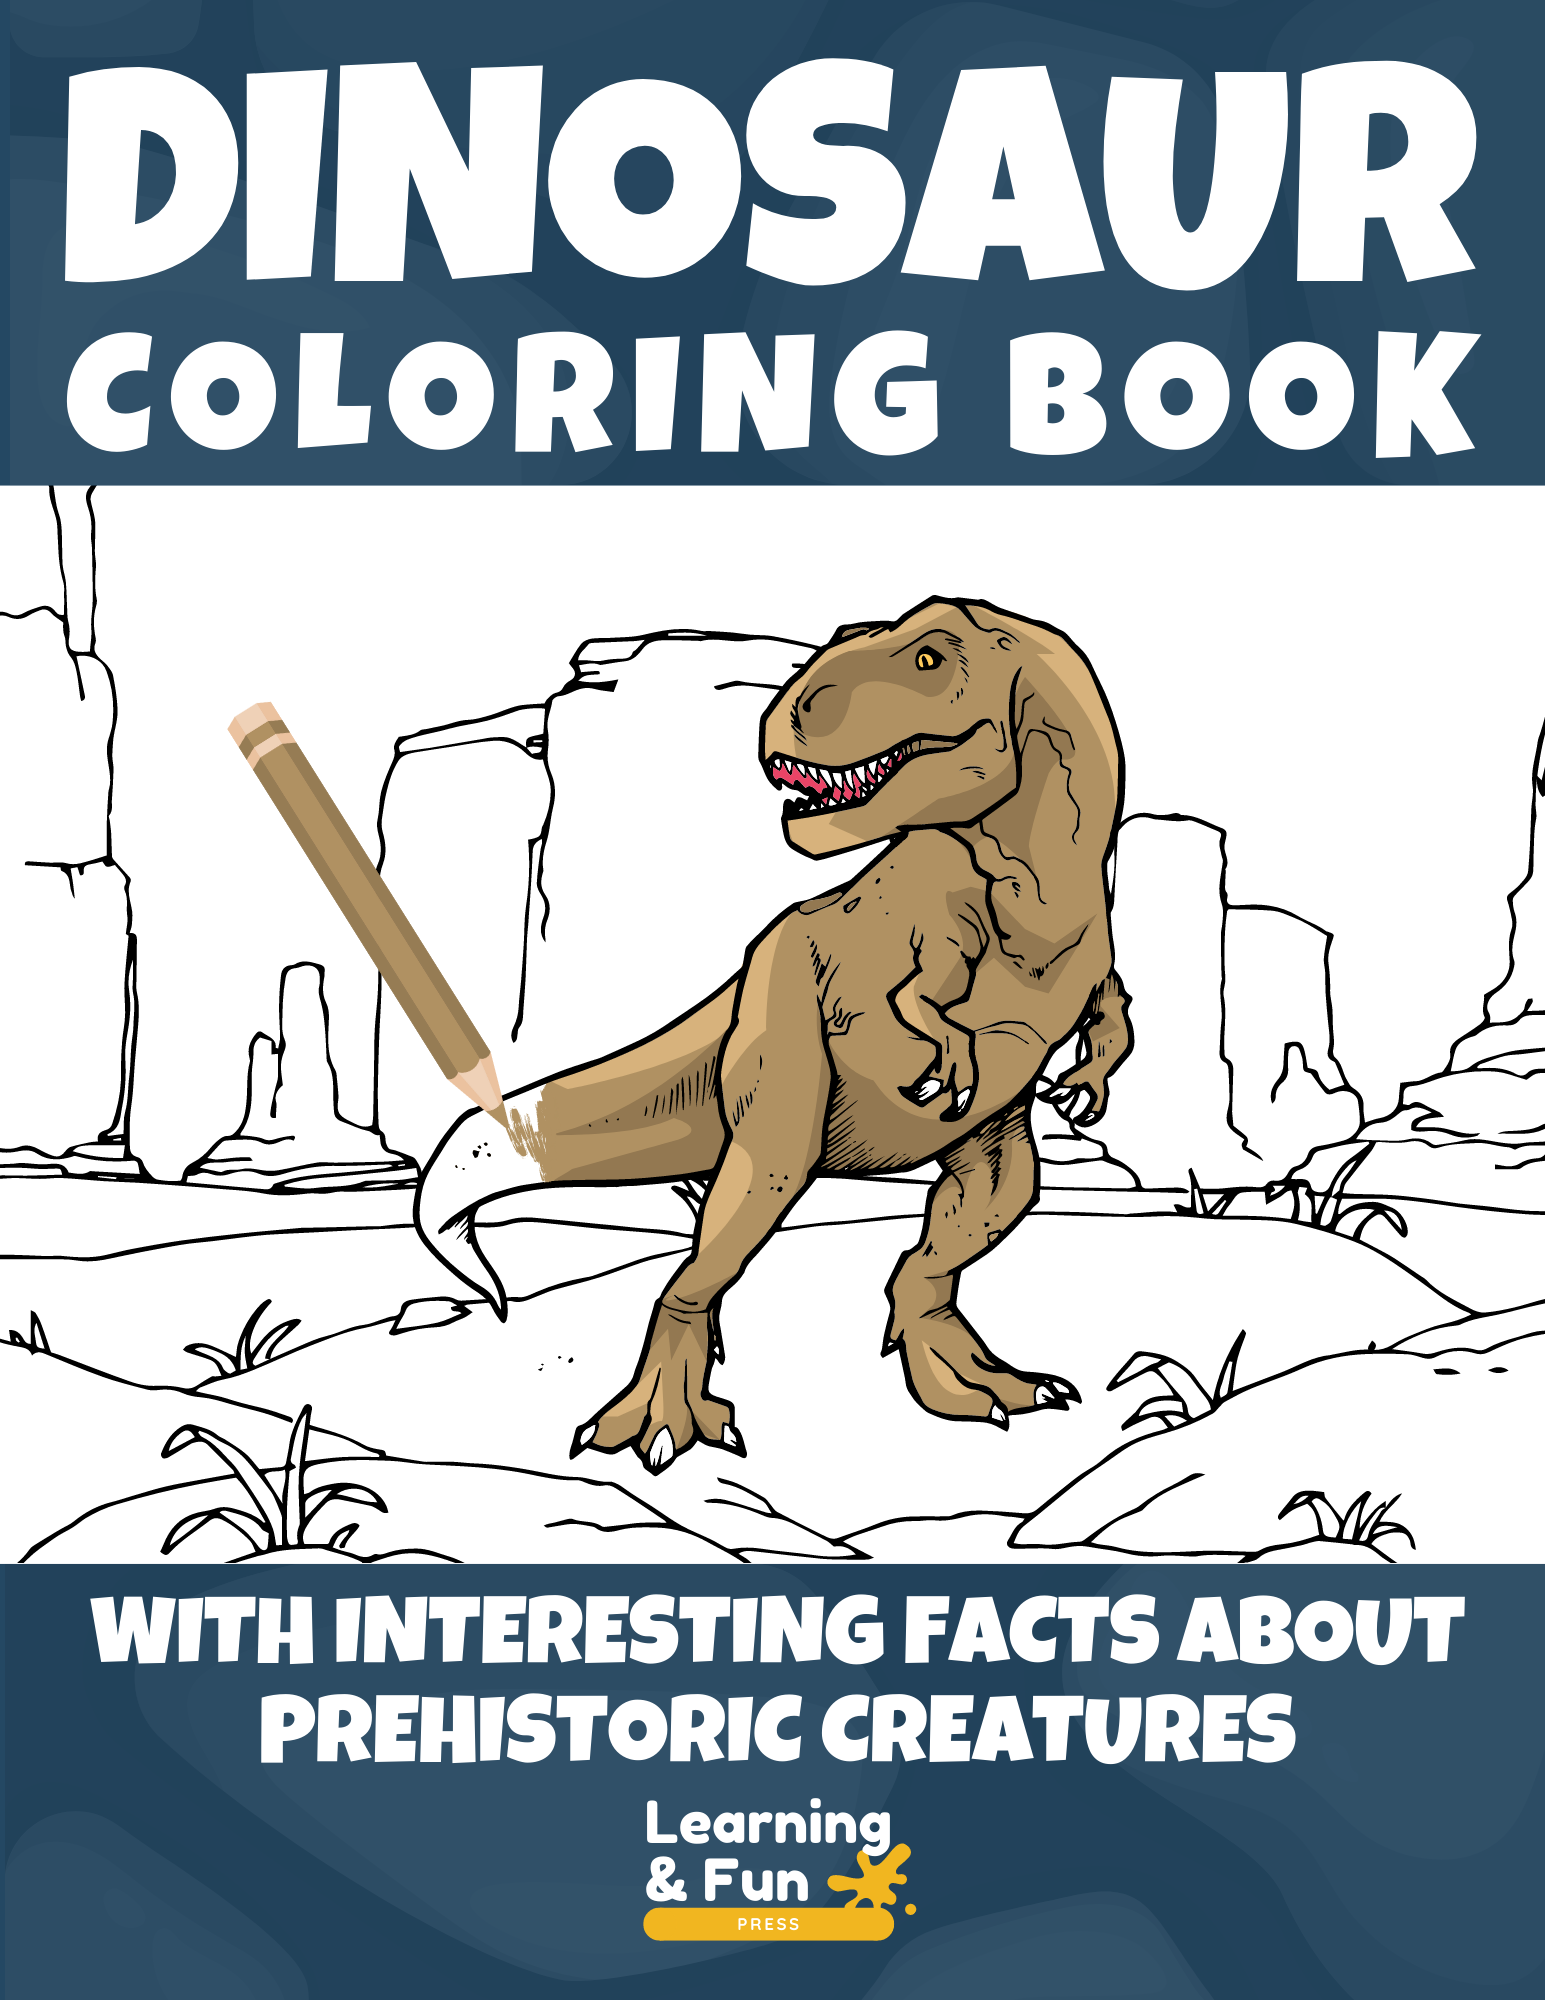 DINOSAUR
COLORING BOOK
WITH INTERESTING FACTS ABOUT
PREHISTORIC CREATURES
Learning
& Fun
PRESS